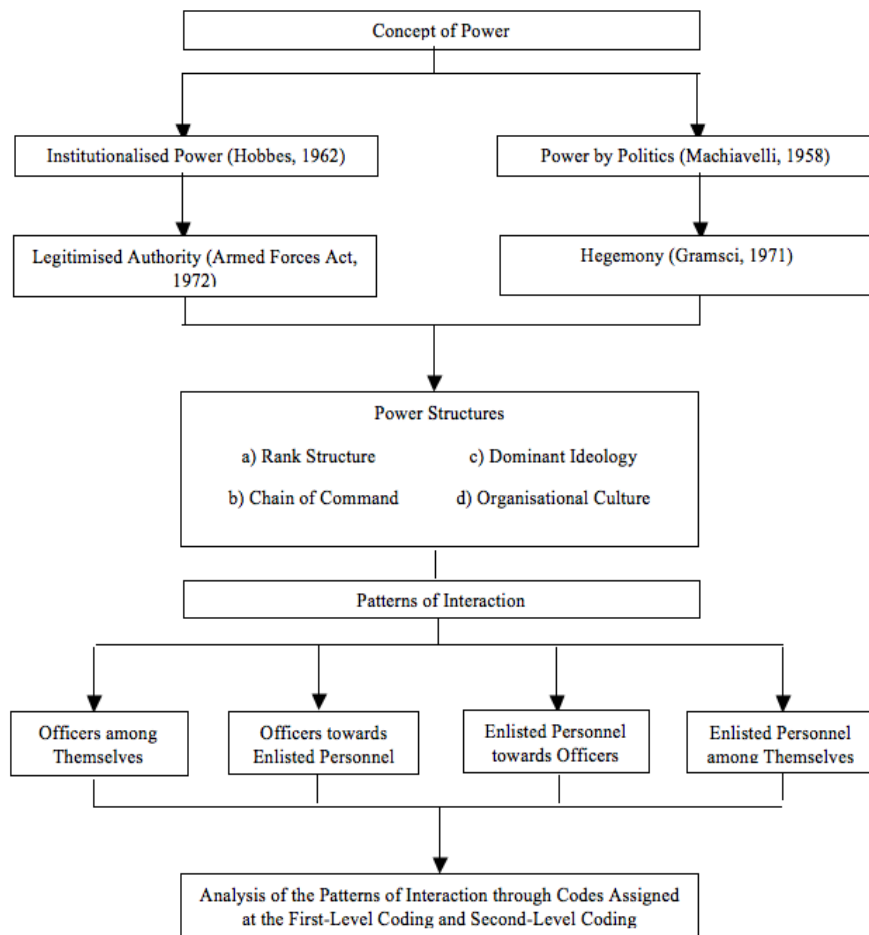 Concept of Power
Institutionalised Power (Hobbes, 1962)
Power by Politics (Machiavelli, 1958)
Legitimised Authority (Armed Forces Act,
1972)
Hegemony (Gramsci, 1971)
Power Structures
a) Rank Structure
c) Dominant Ideology
b) Chain of Command
d) Organisational Culture
Patterns of Interaction
Officers among
Themselves
Officers towards
Enlisted Personnel
Enlisted Personnel
towards Officers
Enlisted Personnel
among Themselves
Analysis of the Patterns of Interaction through Codes Assigned
at the First-Level Coding and Second-Level Coding